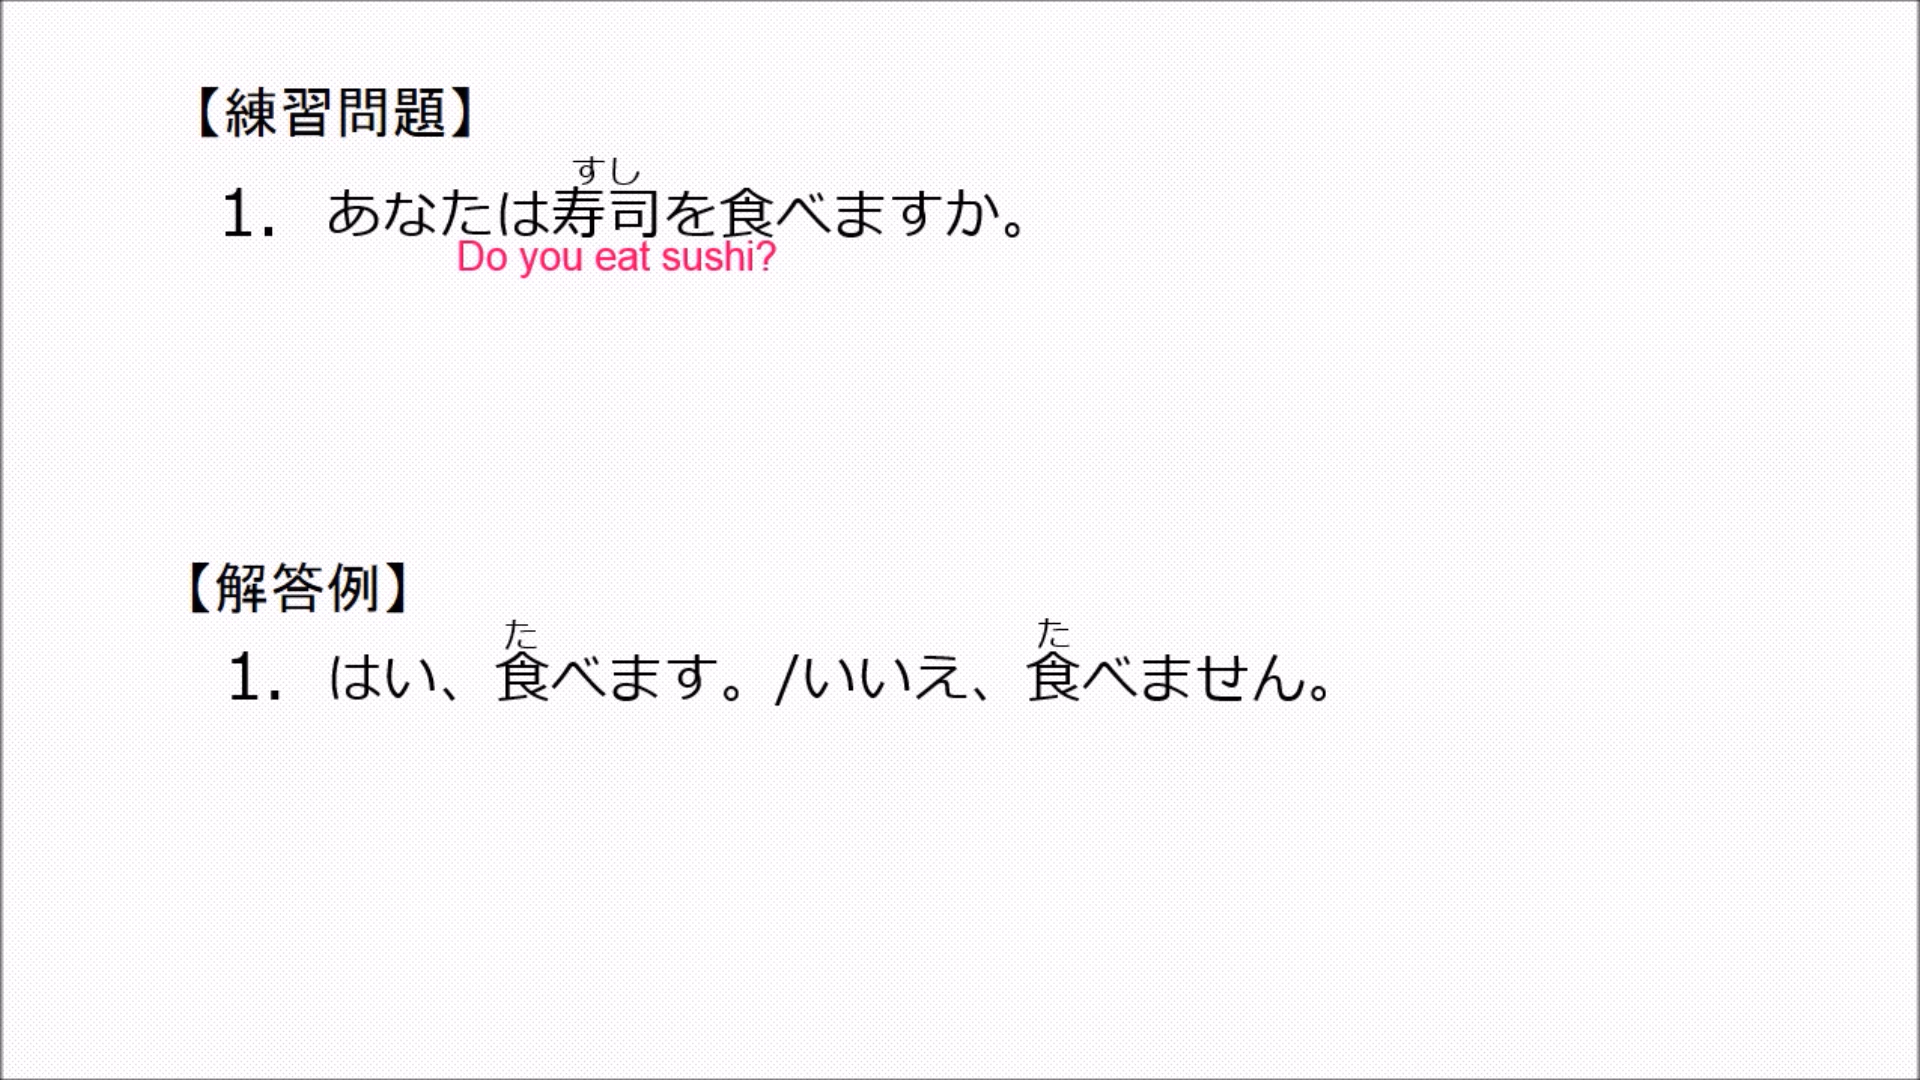 【練習問題】
すし
1. あなたは寿司を食べますか。
Do you eat sushi?
【解答例】
た た
1. はい、食べます。/いいえ、食べません。